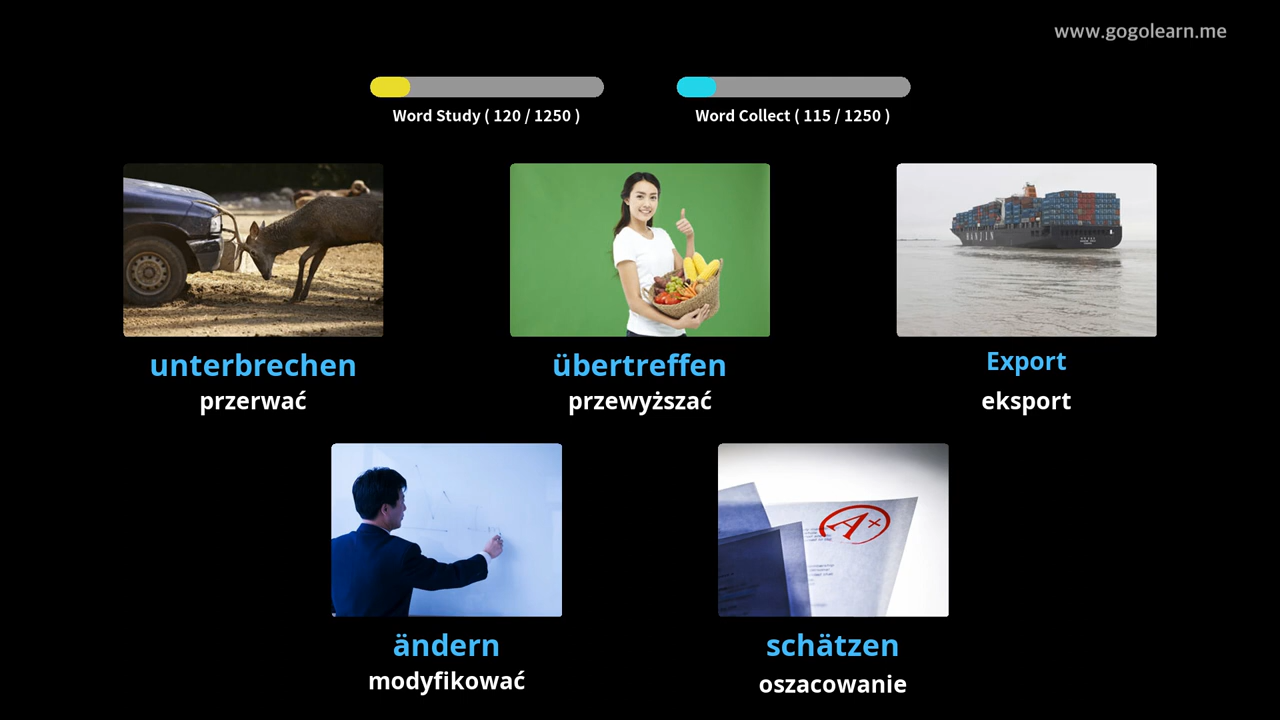 www.gogolearn.me
Word Study ( 120 / 1250 )
Word Collect ( 115 / 1250 )
HANJIN
unterbrechen
przerwać
übertreffen
przewyższać
Export
eksport
A+
ändern
modyfikować
schätzen
oszacowanie